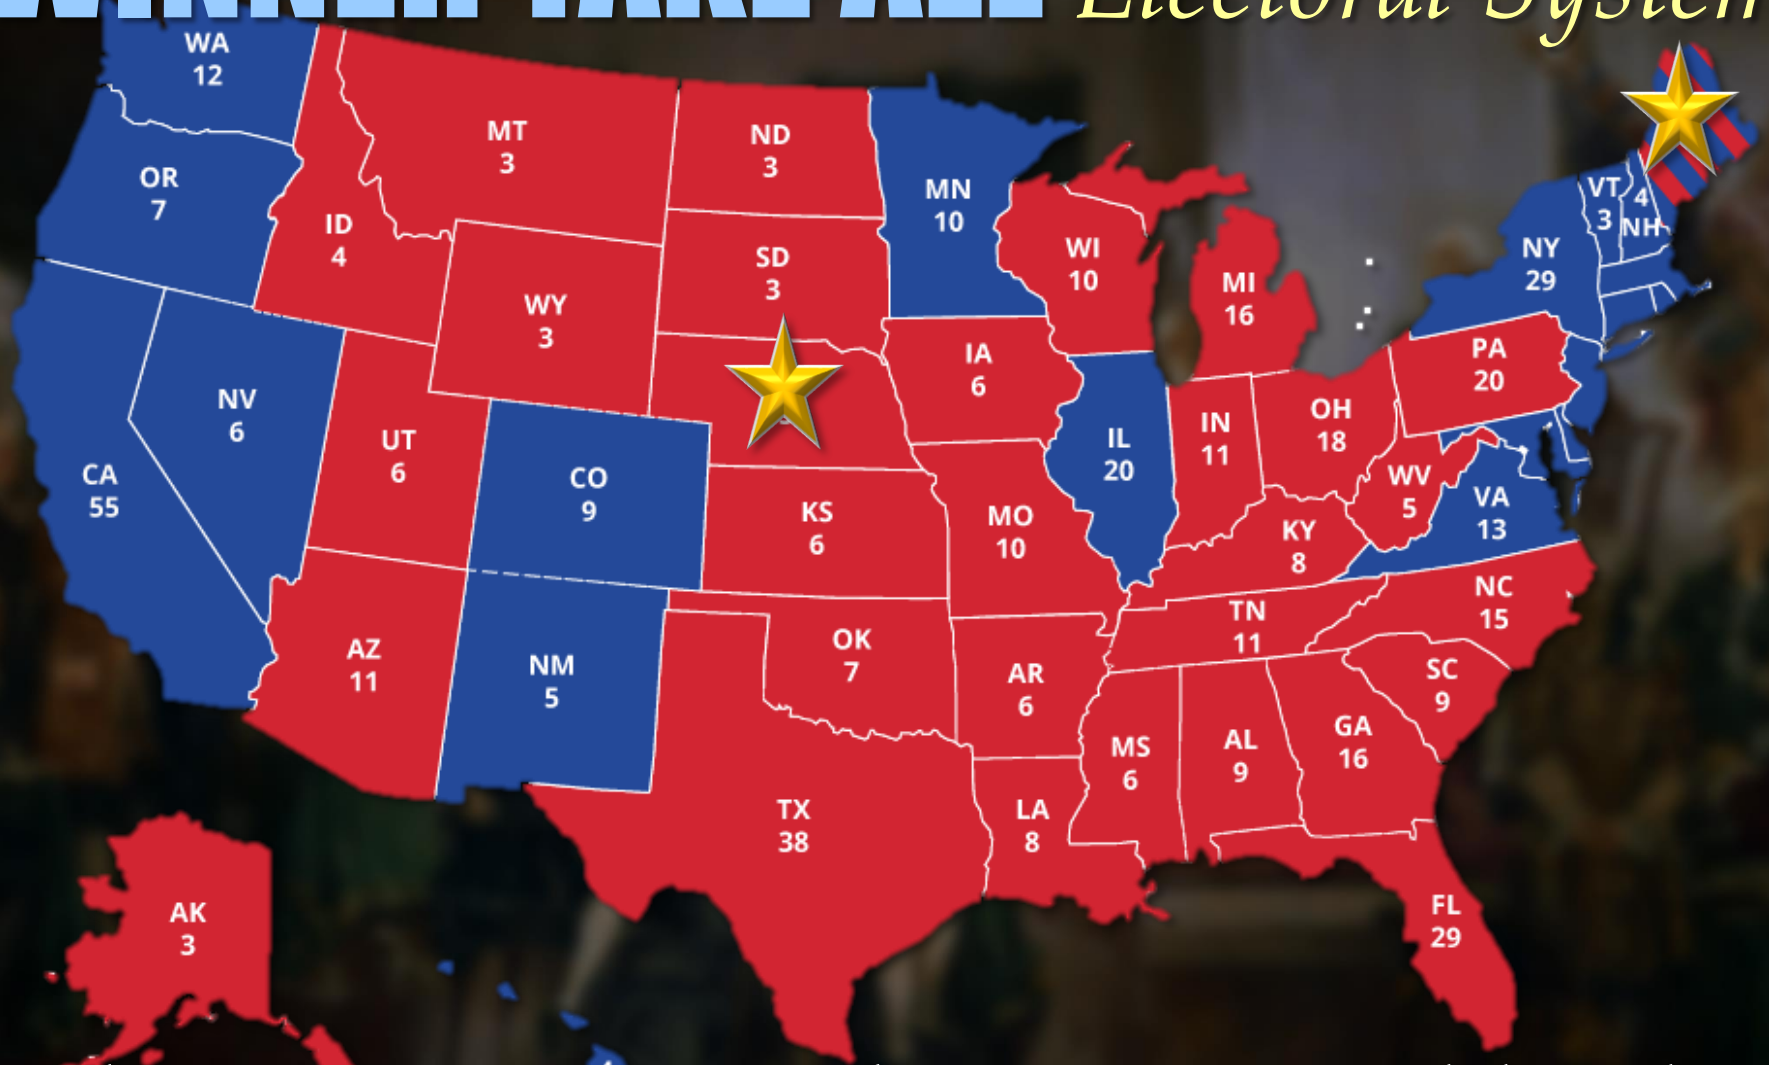 WINNER TAKE ALL Electoral System
WA
12
MT
3
ND
3
OR
7
MN
10
VT
3
4
NH
ID
4
WI
10
NY
29
SD
3
MI
16
WY
3
IA
6
PA
20
NV
6
OH
18
IN
11
UT
6
IL
20
CO
9
CA
55
WV
5
VA
13
KS
6
MO
10
KY
8
NC
15
TN
11
OK
7
AZ
11
NM
5
AR
6
SC
9
GA
16
MS
6
AL
9
TX
38
LA
8
AK
3
FL
29